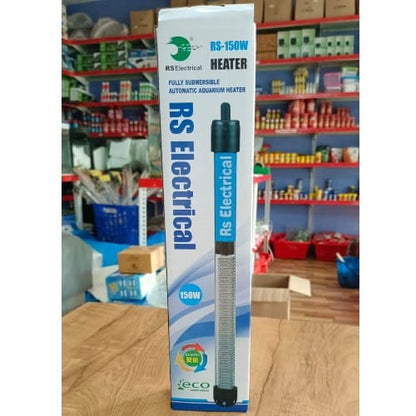 RS-150W
RS Electrical
HEATER
FULLY SUBMERSIBLE
AUTOMATIC AQUARIUM HEATER
RS Electrical
Rs Electrical
150W
eco